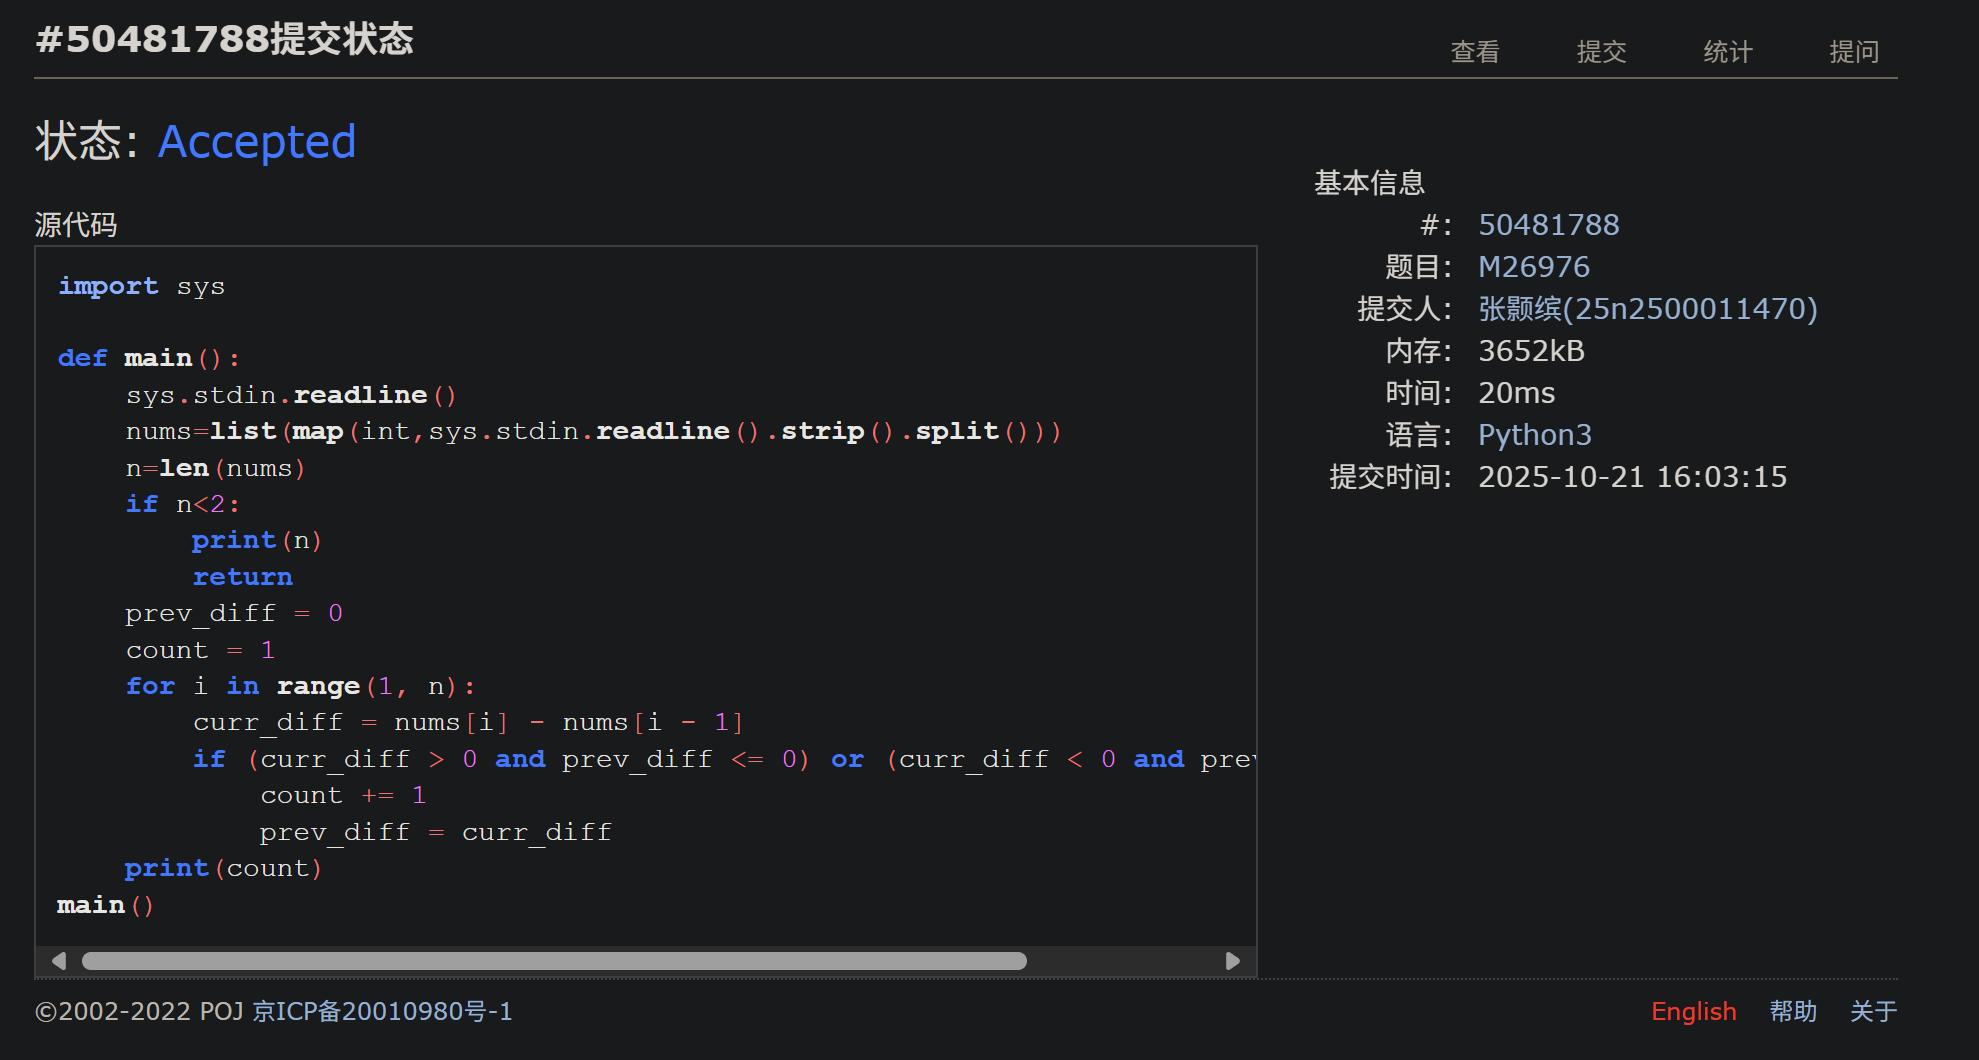 #50481788提交状态
查看 提交 统计 提问
状态: Accepted
源代码
import sys
def main():
    sys.stdin.readline()
    nums=list(map(int,sys.stdin.readline().strip().split()))
    n=len(nums)
    if n<2:
        print(n)
        return
    prev_diff = 0
    count = 1
    for i in range(1, n):
        curr_diff = nums[i] - nums[i - 1]
        if (curr_diff > 0 and prev_diff <= 0) or (curr_diff < 0 and
            count += 1
            prev_diff = curr_diff
    print(count)
main()
基本信息
#: 50481788
题目: M26976
提交人: 张颢缤(25n2500011470)
内存: 3652kB
时间: 20ms
语言: Python3
提交时间: 2025-10-21 16:03:15
©2002-2022 POJ 京ICP备20010980号-1
English 帮助 关于